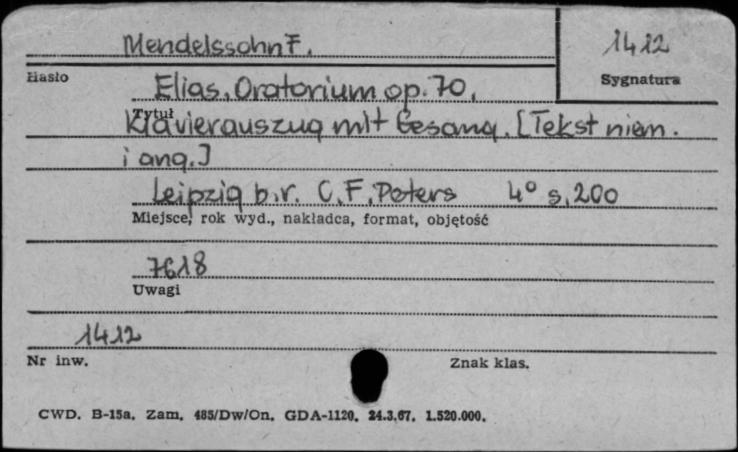 Mendelssohn F.
1412
Hasło
Sygnatura
Elias. Oratorium op. 70.
Tytuł
Klavierauszug mit Gesang. [Tekst niem.
i ang.]
Leipzig b.r. C. F. Peters 4° s. 200
Miejsce, rok wyd., nakładca, format, objętość
7618
Uwagi
1412
Nr inw.
Znak klas.
CWD. B-15a. Zam. 485/Dw/On. GDA-1120. 24.3.67. 1.520.000.